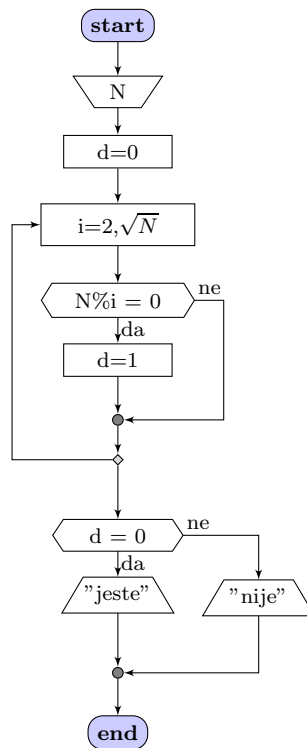 start
N
d=0
i=2,√N
N%i = 0
ne
da
d=1
d = 0
ne
da
"jeste"
"nije"
end